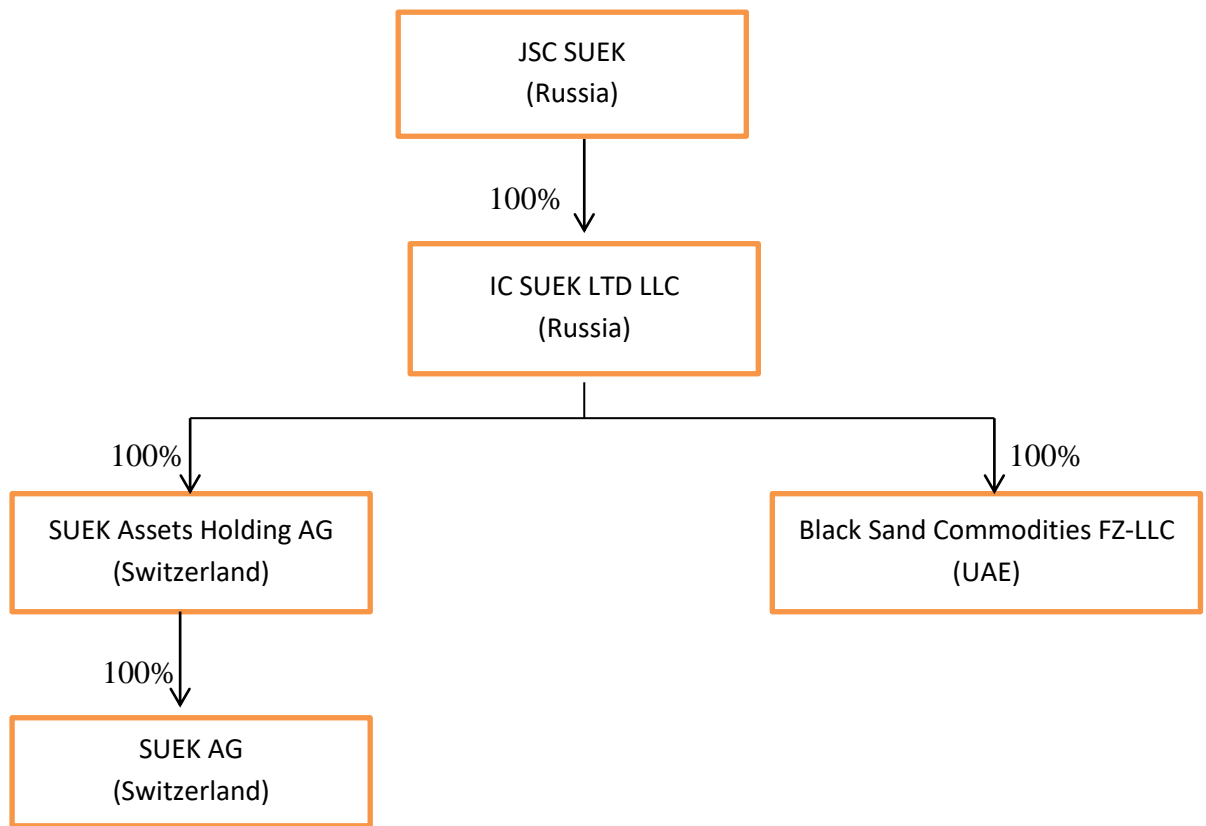 JSC SUEK
(Russia)
100%
IC SUEK LTD LLC
(Russia)
100%
100%
SUEK Assets Holding AG
(Switzerland)
Black Sand Commodities FZ-LLC
(UAE)
100%
SUEK AG
(Switzerland)